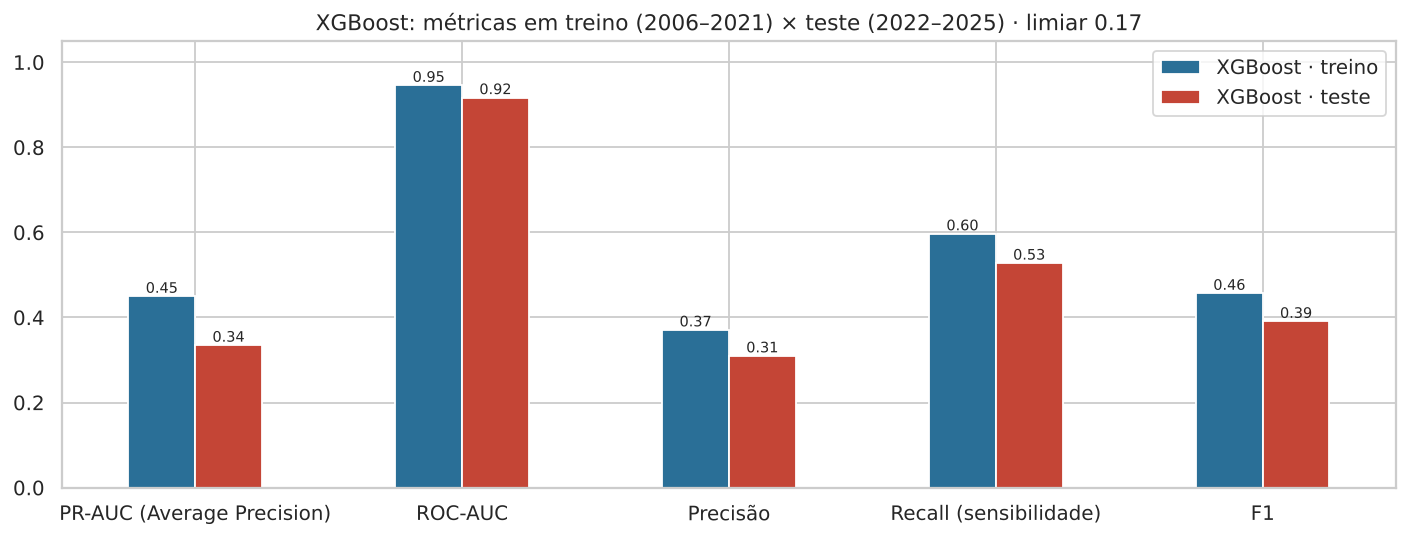 XGBoost: métricas em treino (2006–2021) × teste (2022–2025) · limiar 0.17
XGBoost · treino
XGBoost · teste
1.0
0.8
0.6
0.4
0.2
0.0
0.45
0.34
0.95
0.92
0.37
0.31
0.60
0.53
0.46
0.39
PR-AUC (Average Precision)
ROC-AUC
Precisão
Recall (sensibilidade)
F1